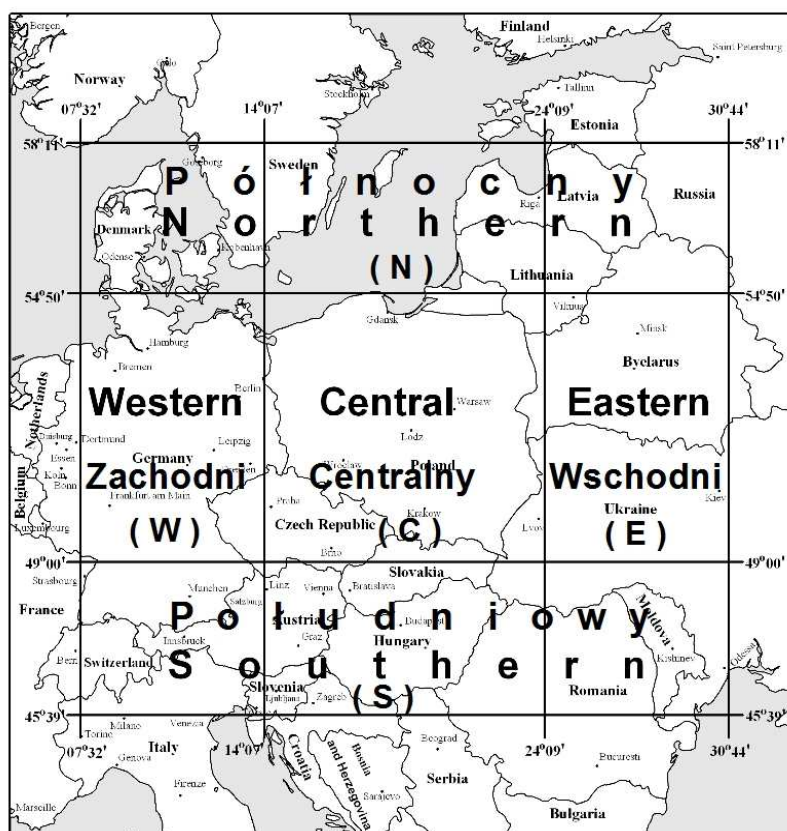 Bergen
Finland
Helsinki
Saint Petersburg
Oslo
Norway
Stockholm
Tallinn
07°32'
14°07'
24°09'
30°44'
Estonia
58°11'
58°11'
Goteborg
Sweden
Północny
Riga
Latvia
Russia
Northern
Denmark
Kobenhavn
Odense
(N)
Lithuania
54°50'
54°50'
Vilnius
Gdansk
Minsk
Hamburg
Byelarus
Bremen
Netherlands
Berlin
Western
Central
Eastern
Warsaw
Lodz
Duisburg
Dortmund
Leipzig
Essen
Germany
Wrocław
Poland
Koln
Zachodni
Centralny
Wschodni
Bonn
Kiev
Belgium
Frankfurt am Main
Praha
Krakow
Ukraine
Luxembourg
Czech Republic
Lvov
(W)
(C)
(E)
Brno
49°00'
49°00'
Slovakia
Strasbourg
France
Munchen
Linz
Vienna
Bratislava
Salzburg
Południowy
Moldova
Austria
Budapest
Innsbruck
Graz
Hungary
Bern
Switzerland
Southern
Kishinev
Odessa
Slovenia
Romania
Ljubljana
Zagreb
(S)
45°39'
45°39'
Torino
Milano
Venezia
07°32'
14°07'
24°09'
30°44'
Italy
Genova
Croatia
Bosnia
and Herzegovina
Beograd
Bucuresti
Serbia
Firenze
Sarajevo
Marseille
Bulgaria